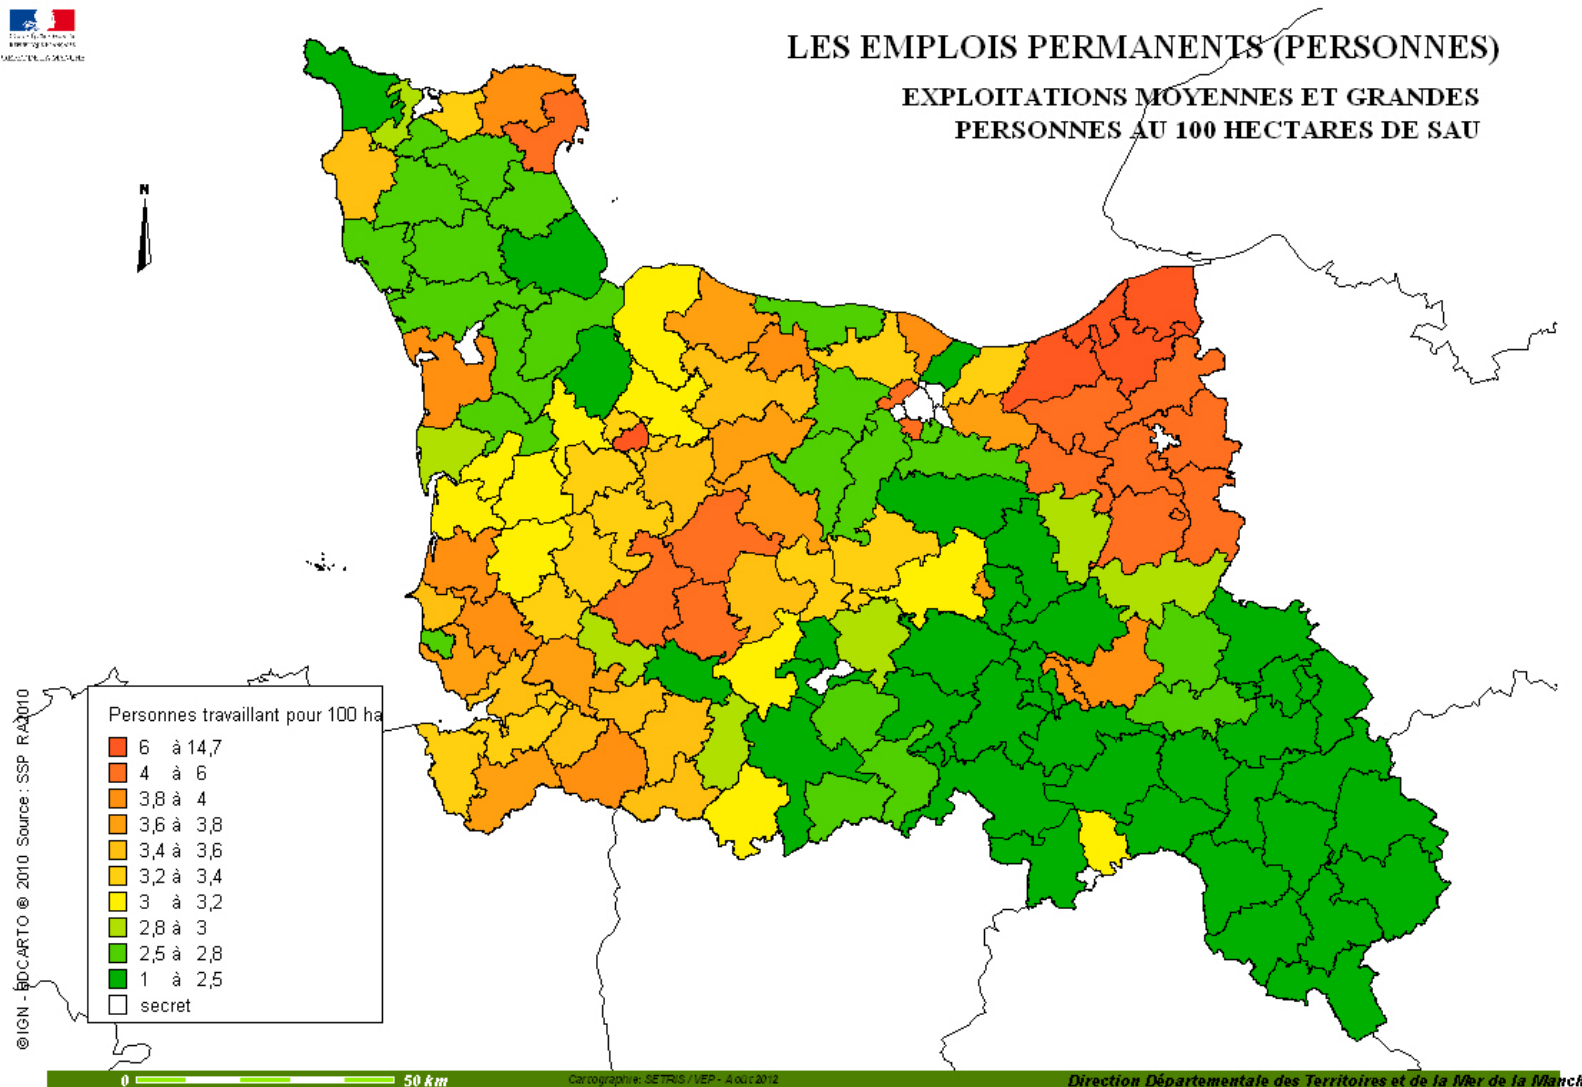 LES EMPLOIS PERMANENTS (PERSONNES)
EXPLOITATIONS MOYENNES ET GRANDES
PERSONNES AU 100 HECTARES DE SAU
N
Personnes travaillant pour 100 ha
6 à 14,7
4 à 6
3,8 à 4
3,6 à 3,8
3,4 à 3,6
3,2 à 3,4
3 à 3,2
2,8 à 3
2,5 à 2,8
1 à 2,5
secret
©IGN - BDCARTO ® 2010 Source : SSP RA2010
0 50 km
Cartographie: SETRIS / VEP - Août 2012
Direction Départementale des Territoires et de la Mer de la Manche